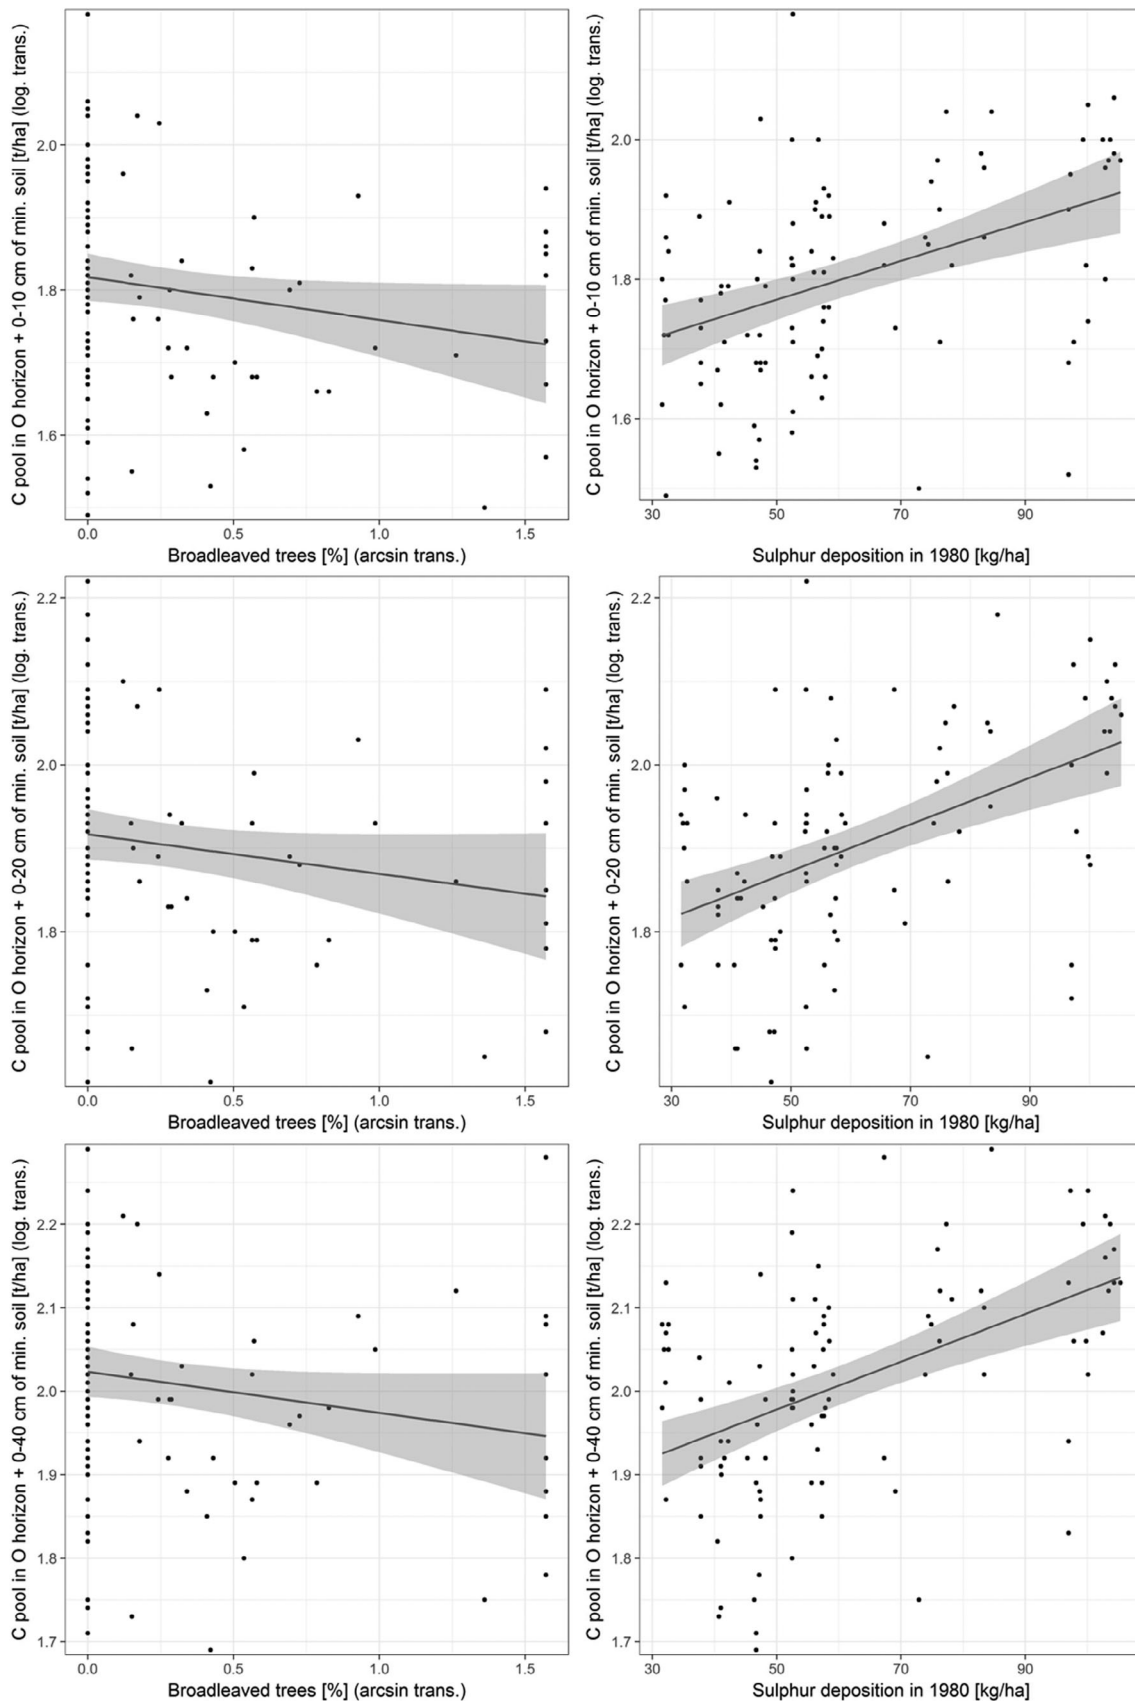 C pool in O horizon + 0-10 cm of min. soil [t/ha] (log. trans.)
2.0
1.8
1.6
0.0 0.5 1.0 1.5
Broadleaved trees [%] (arcsin trans.)
C pool in O horizon + 0-10 cm of min. soil [t/ha] (log. trans.)
2.0
1.8
1.6
30 50 70 90
Sulphur deposition in 1980 [kg/ha]
C pool in O horizon + 0-20 cm of min. soil [t/ha] (log. trans.)
2.2
2.0
1.8
0.0 0.5 1.0 1.5
Broadleaved trees [%] (arcsin trans.)
C pool in O horizon + 0-20 cm of min. soil [t/ha] (log. trans.)
2.2
2.0
1.8
30 50 70 90
Sulphur deposition in 1980 [kg/ha]
C pool in O horizon + 0-40 cm of min. soil [t/ha] (log. trans.)
2.2
2.1
2.0
1.9
1.8
1.7
0.0 0.5 1.0 1.5
Broadleaved trees [%] (arcsin trans.)
C pool in O horizon + 0-40 cm of min. soil [t/ha] (log. trans.)
2.2
2.1
2.0
1.9
1.8
1.7
30 50 70 90
Sulphur deposition in 1980 [kg/ha]